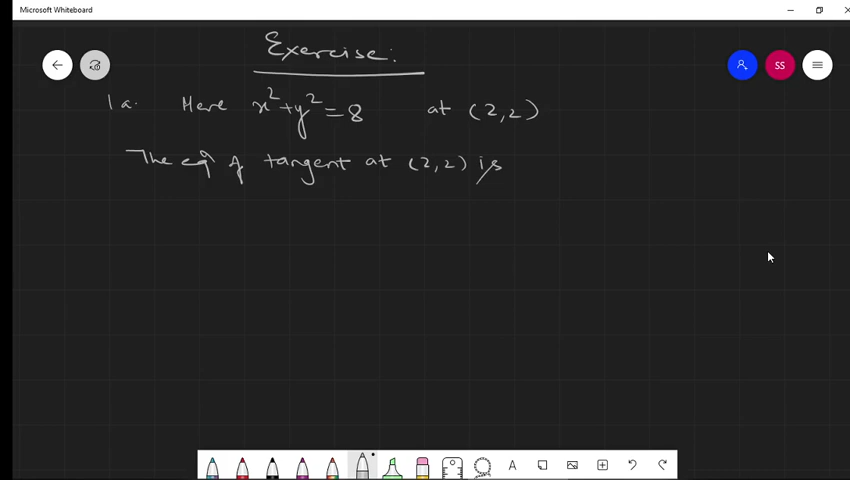 Microsoft Whiteboard
Exercise:
SS
1a. Here x²+y²=8 at (2,2)
The eqⁿ of tangent at (2,2) is
A